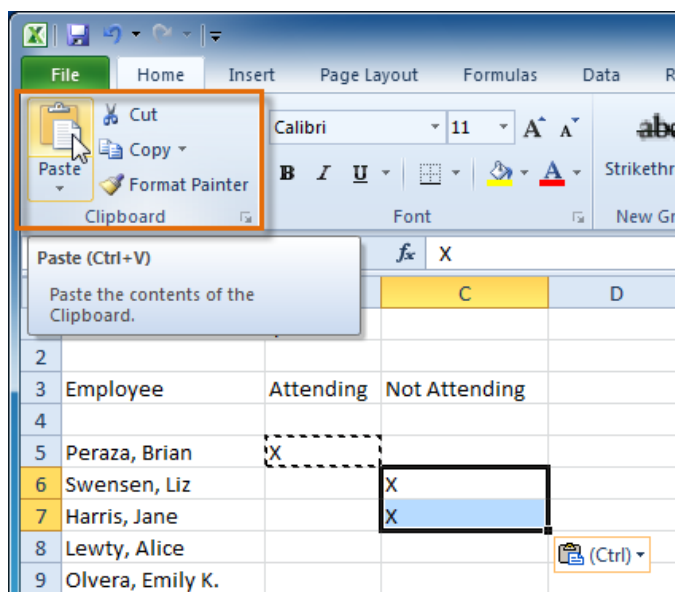 File Home Insert Page Layout Formulas Data R
Paste
Cut
Copy
Format Painter
Clipboard
Calibri 11 A A
B I U A abc
Strikethr
Font
New Gr
Paste (Ctrl+V)
Paste the contents of the
Clipboard.
fx X
C D
2
3 Employee Attending Not Attending
4
5 Peraza, Brian X
6 Swensen, Liz X
7 Harris, Jane X
8 Lewty, Alice
(Ctrl)
9 Olvera, Emily K.